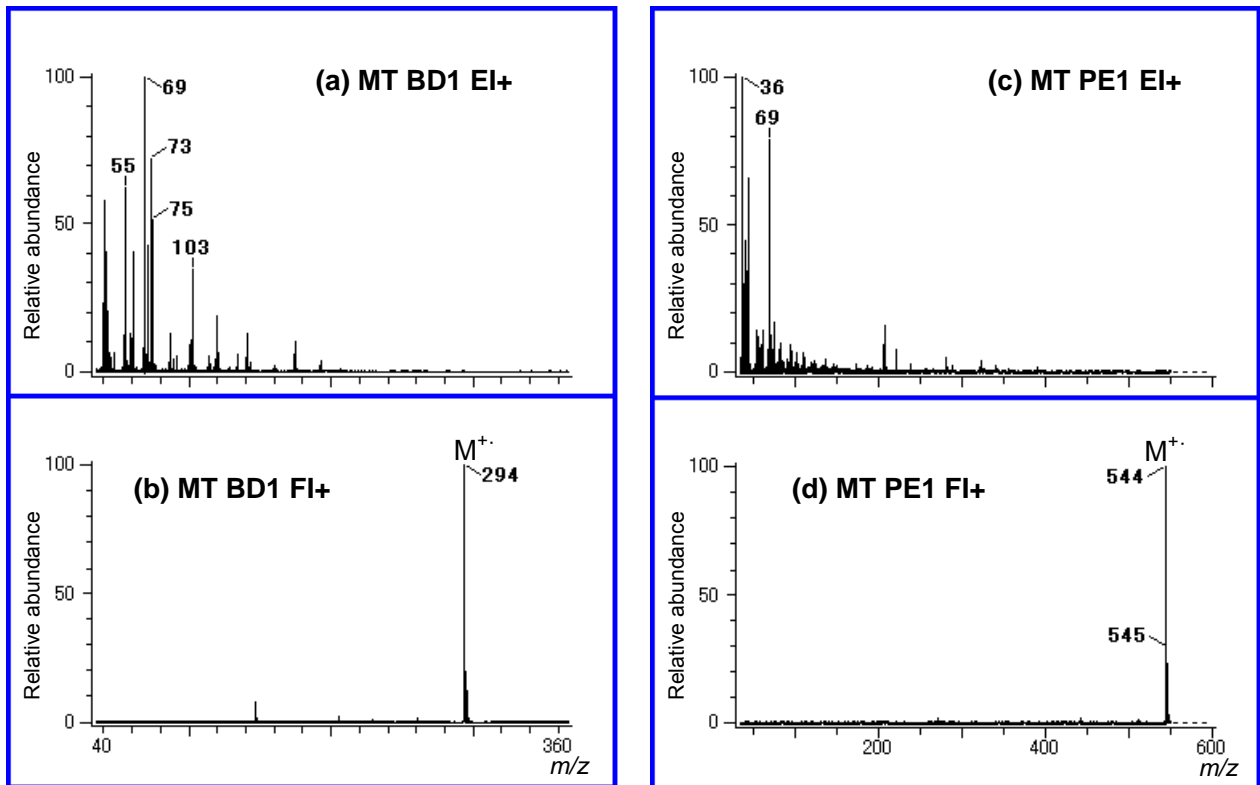 (a) MT BD1 EI+
Relative abundance
100
50
0
69
73
55
75
103
(c) MT PE1 EI+
Relative abundance
100
50
0
36
69
(b) MT BD1 FI+
Relative abundance
100
50
0
M+·
294
40
360
m/z
(d) MT PE1 FI+
Relative abundance
100
50
0
M+·
544
545
200
400
600
m/z